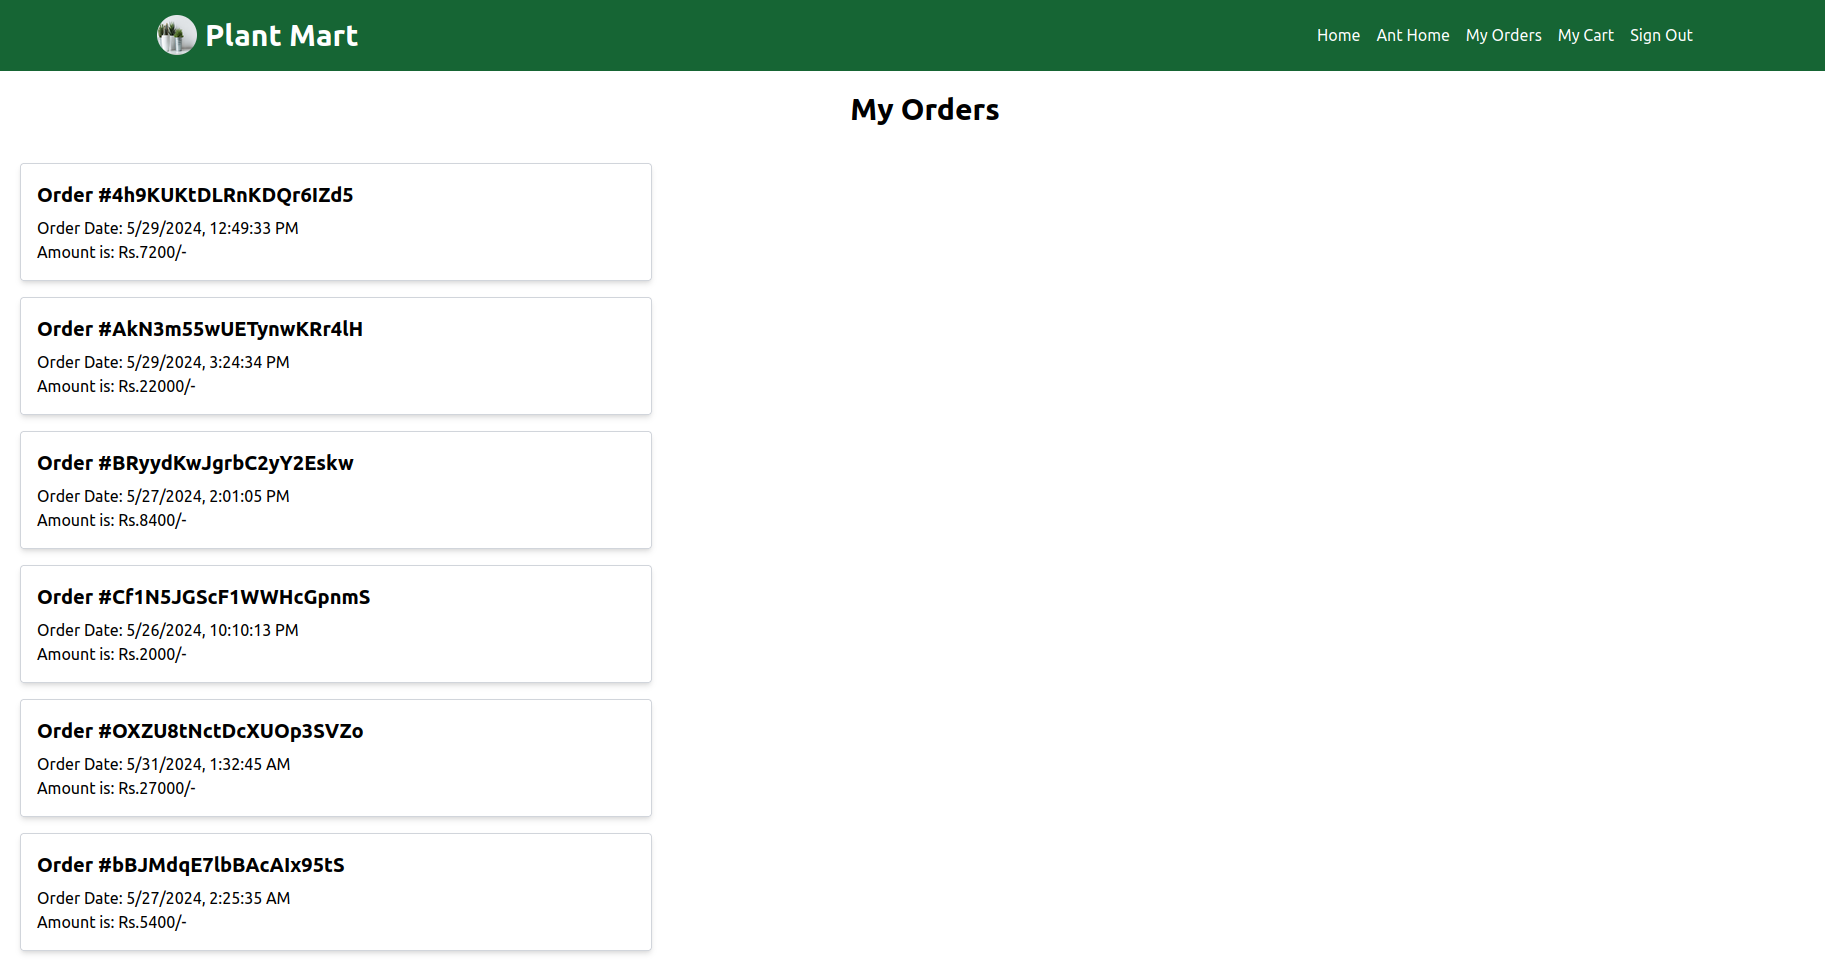 Plant Mart
Home Ant Home My Orders My Cart Sign Out
My Orders
Order #4h9KUKtDLRnKDQr6IZd5
Order Date: 5/29/2024, 12:49:33 PM
Amount is: Rs.7200/-
Order #AkN3m55wUETynwKRr4lH
Order Date: 5/29/2024, 3:24:34 PM
Amount is: Rs.22000/-
Order #BRyydKwJgrbC2yY2Eskw
Order Date: 5/27/2024, 2:01:05 PM
Amount is: Rs.8400/-
Order #Cf1N5JGScF1WWHcGpnmS
Order Date: 5/26/2024, 10:10:13 PM
Amount is: Rs.2000/-
Order #OXZU8tNctDcXUOp3SVZo
Order Date: 5/31/2024, 1:32:45 AM
Amount is: Rs.27000/-
Order #bBJMdqE7lbBAcAIx95tS
Order Date: 5/27/2024, 2:25:35 AM
Amount is: Rs.5400/-